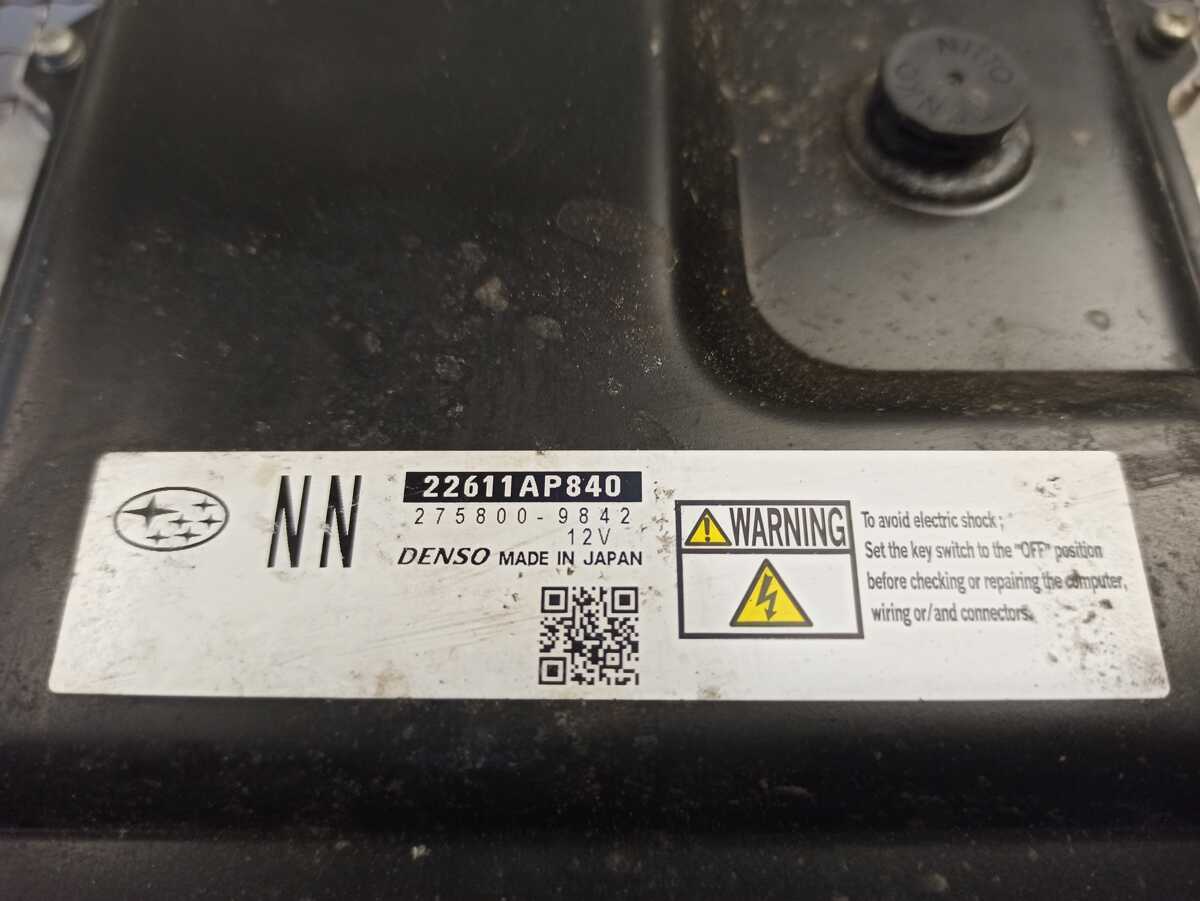 NITTO
NN
22611AP840
275800-9842
12V
DENSO MADE IN JAPAN
WARNING
To avoid electric shock;
Set the key switch to the "OFF" position
before checking or repairing the computer,
wiring or/and connectors.